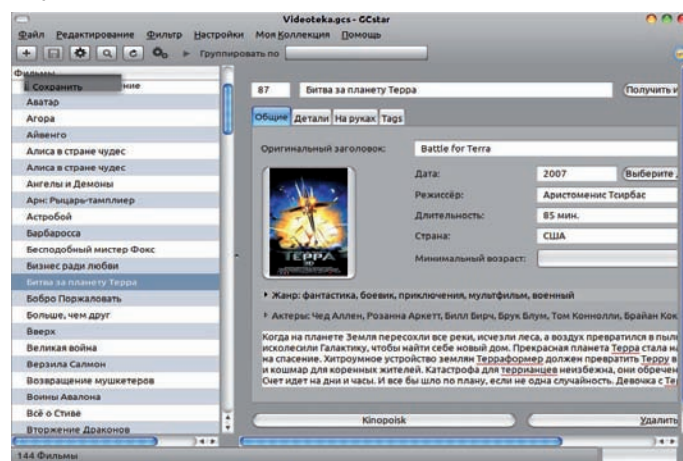 Videoteka.gcs - GCstar
Файл Редактирование Фильтр Настройки Моя Коллекция Помощь
Группировать по
Фильмы
Сохранить ние
Аватар
Агора
Айвенго
Алиса в стране чудес
Алиса в стране чудес
Ангелы и Демоны
Арн: Рыцарь-тамплиер
Астробой
Барбаросса
Бесподобный мистер Фокс
Бизнес ради любви
Битва за планету Терра
Бобро Поржаловать
Больше, чем друг
Вверх
Великая война
Верзила Салмон
Возвращение мушкетеров
Воины Авалона
Всё о Стиве
Вторжение Драконов
144 Фильмы
87 Битва за планету Терра Получить и
Общие Детали На руках Tags
Оригинальный заголовок: Battle for Terra
ТЕРРА
Дата: 2007 Выберите
Режиссёр: Аристоменис Тсирбас
Длительность: 85 мин.
Страна: США
Минимальный возраст:
Жанр: фантастика, боевик, приключения, мультфильм, военный
Актеры: Чед Аллен, Розанна Аркетт, Билл Бирч, Брук Блум, Том Коннолли, Брайан Кок
Когда на планете Земля пересохли все реки, исчезли леса, а воздух превратился в пыл
исколесили Галактику, чтобы найти себе новый дом. Прекрасная планета Терра стала н
на спасение. Хитроумное устройство землян Терраформер должен превратить Терру в
и кошмар для коренных жителей. Катастрофа для террианцев неизбежна, они обречен
Счет идет на дни и часы. И все бы шло по плану, если не одна случайность. Девочка с Те
Kinopoisk Удалить